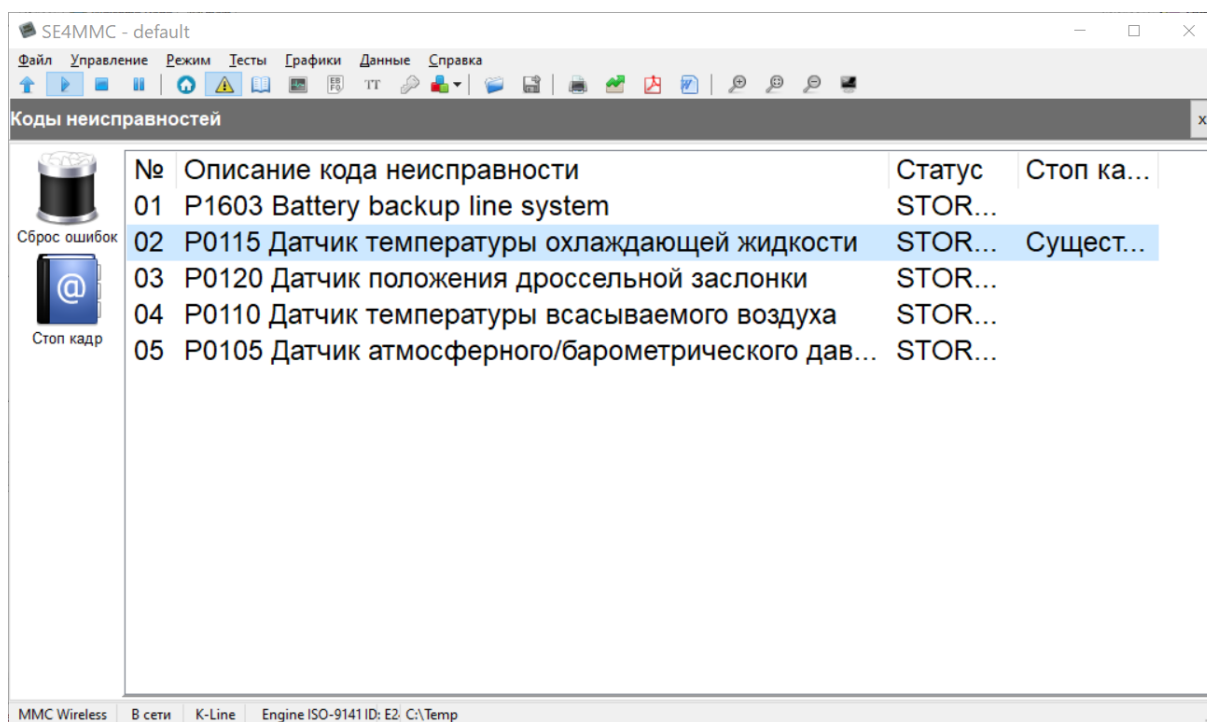 SE4MMC - default
Файл Управление Режим Тесты Графики Данные Справка
Коды неисправностей x
№ Описание кода неисправности Статус Стоп ка...
01 P1603 Battery backup line system STOR...
Сброс ошибок
02 P0115 Датчик температуры охлаждающей жидкости STOR... Сущест...
03 P0120 Датчик положения дроссельной заслонки STOR...
04 P0110 Датчик температуры всасываемого воздуха STOR...
Стоп кадр
05 P0105 Датчик атмосферного/барометрического дав... STOR...
MMC Wireless В сети K-Line Engine ISO-9141 ID: E2 C:\Temp